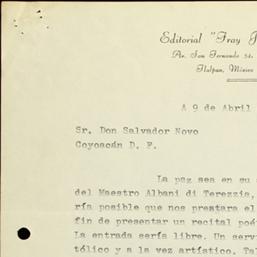 Editorial "Fray J
Av. San Fernando 54.
Tlalpan, México
A 9 de Abril
Sr. Don Salvador Novo
Coyoacán D. F.
La paz sea en su
del Maestro Albani di Terezzis,
ría posible que nos prestara el
fin de presentar un recital poé
La entrada sería libre. Un serv
tólico y a la vez artístico. Tal